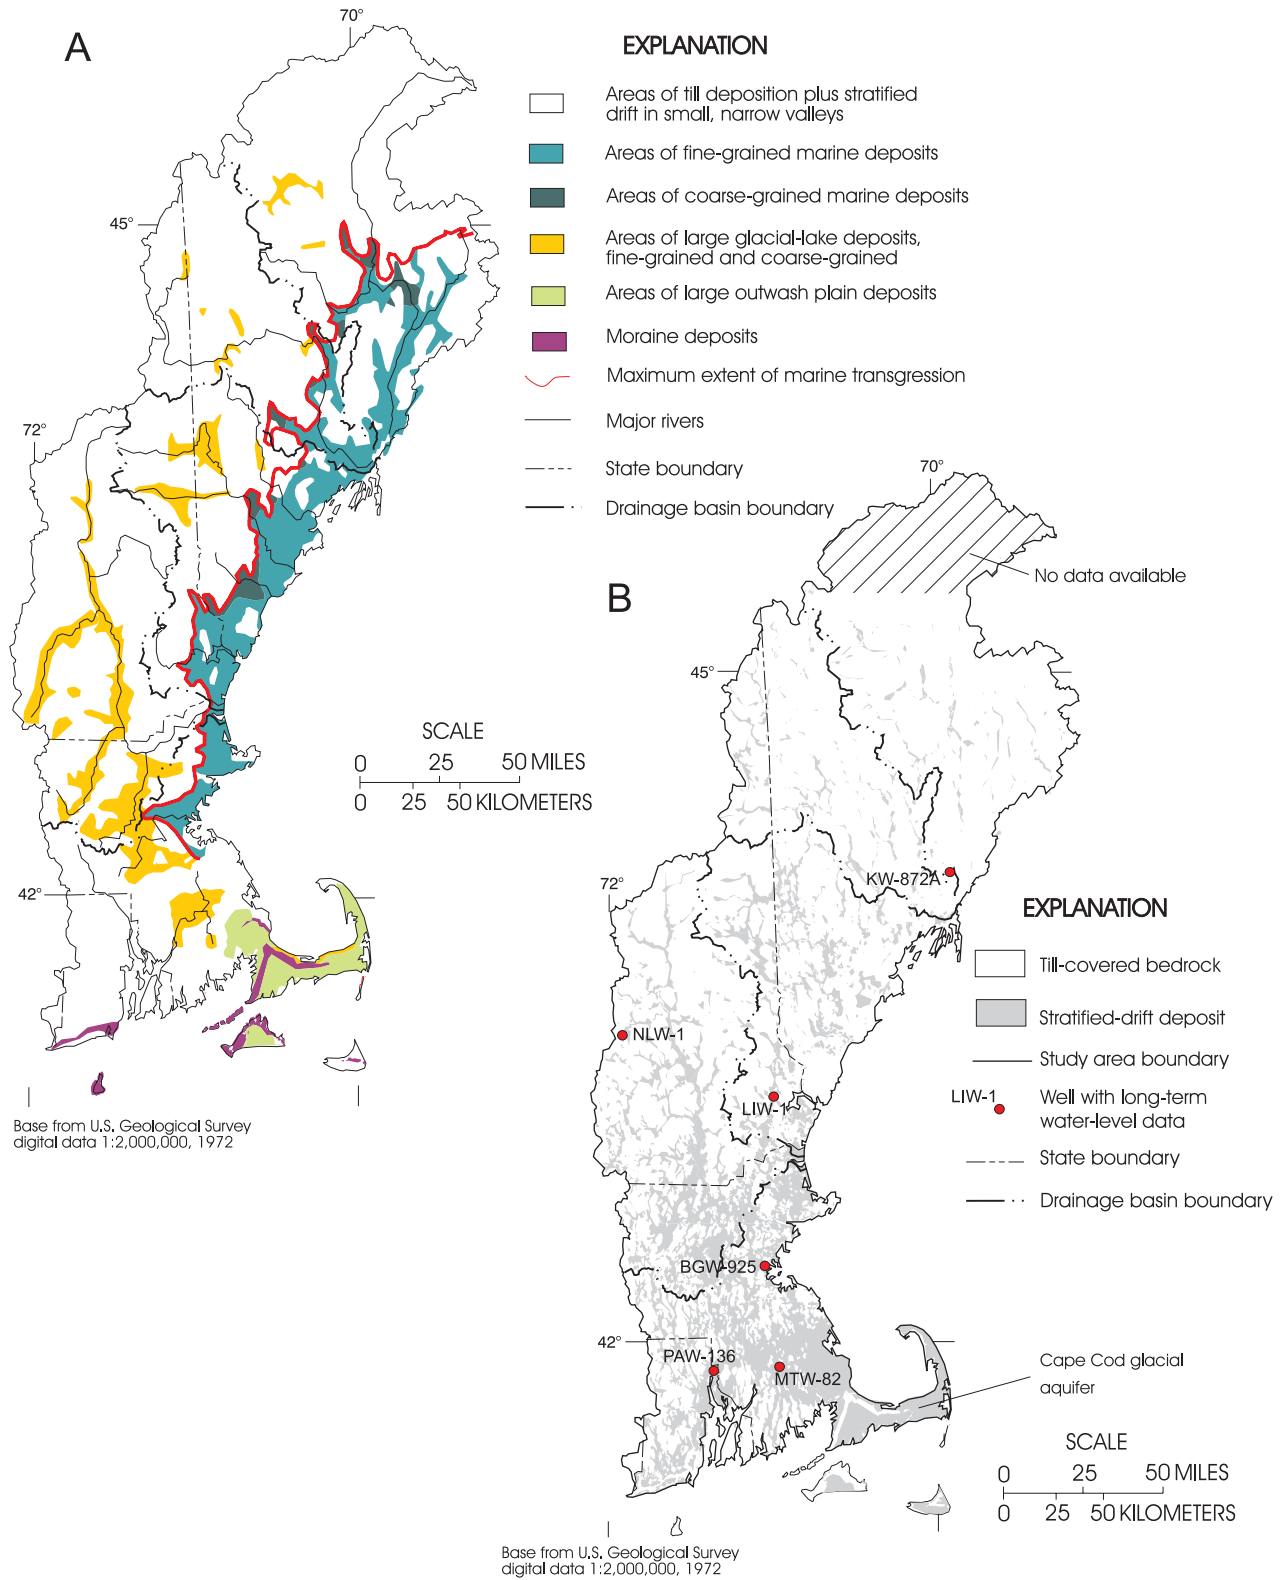 A
70°
45°
72°
42°
EXPLANATION
Areas of till deposition plus stratified
drift in small, narrow valleys
Areas of fine-grained marine deposits
Areas of coarse-grained marine deposits
Areas of large glacial-lake deposits,
fine-grained and coarse-grained
Areas of large outwash plain deposits
Moraine deposits
Maximum extent of marine transgression
Major rivers
State boundary
Drainage basin boundary
SCALE
0 25 50 MILES
0 25 50 KILOMETERS
Base from U.S. Geological Survey
digital data 1:2,000,000, 1972
B
70°
No data available
45°
72°
KW-872A
NLW-1
LIW-1
BGW-925
42°
PAW-136
MTW-82
Cape Cod glacial
aquifer
EXPLANATION
Till-covered bedrock
Stratified-drift deposit
Study area boundary
LIW-1
Well with long-term
water-level data
State boundary
Drainage basin boundary
SCALE
0 25 50 MILES
0 25 50 KILOMETERS
Base from U.S. Geological Survey
digital data 1:2,000,000, 1972